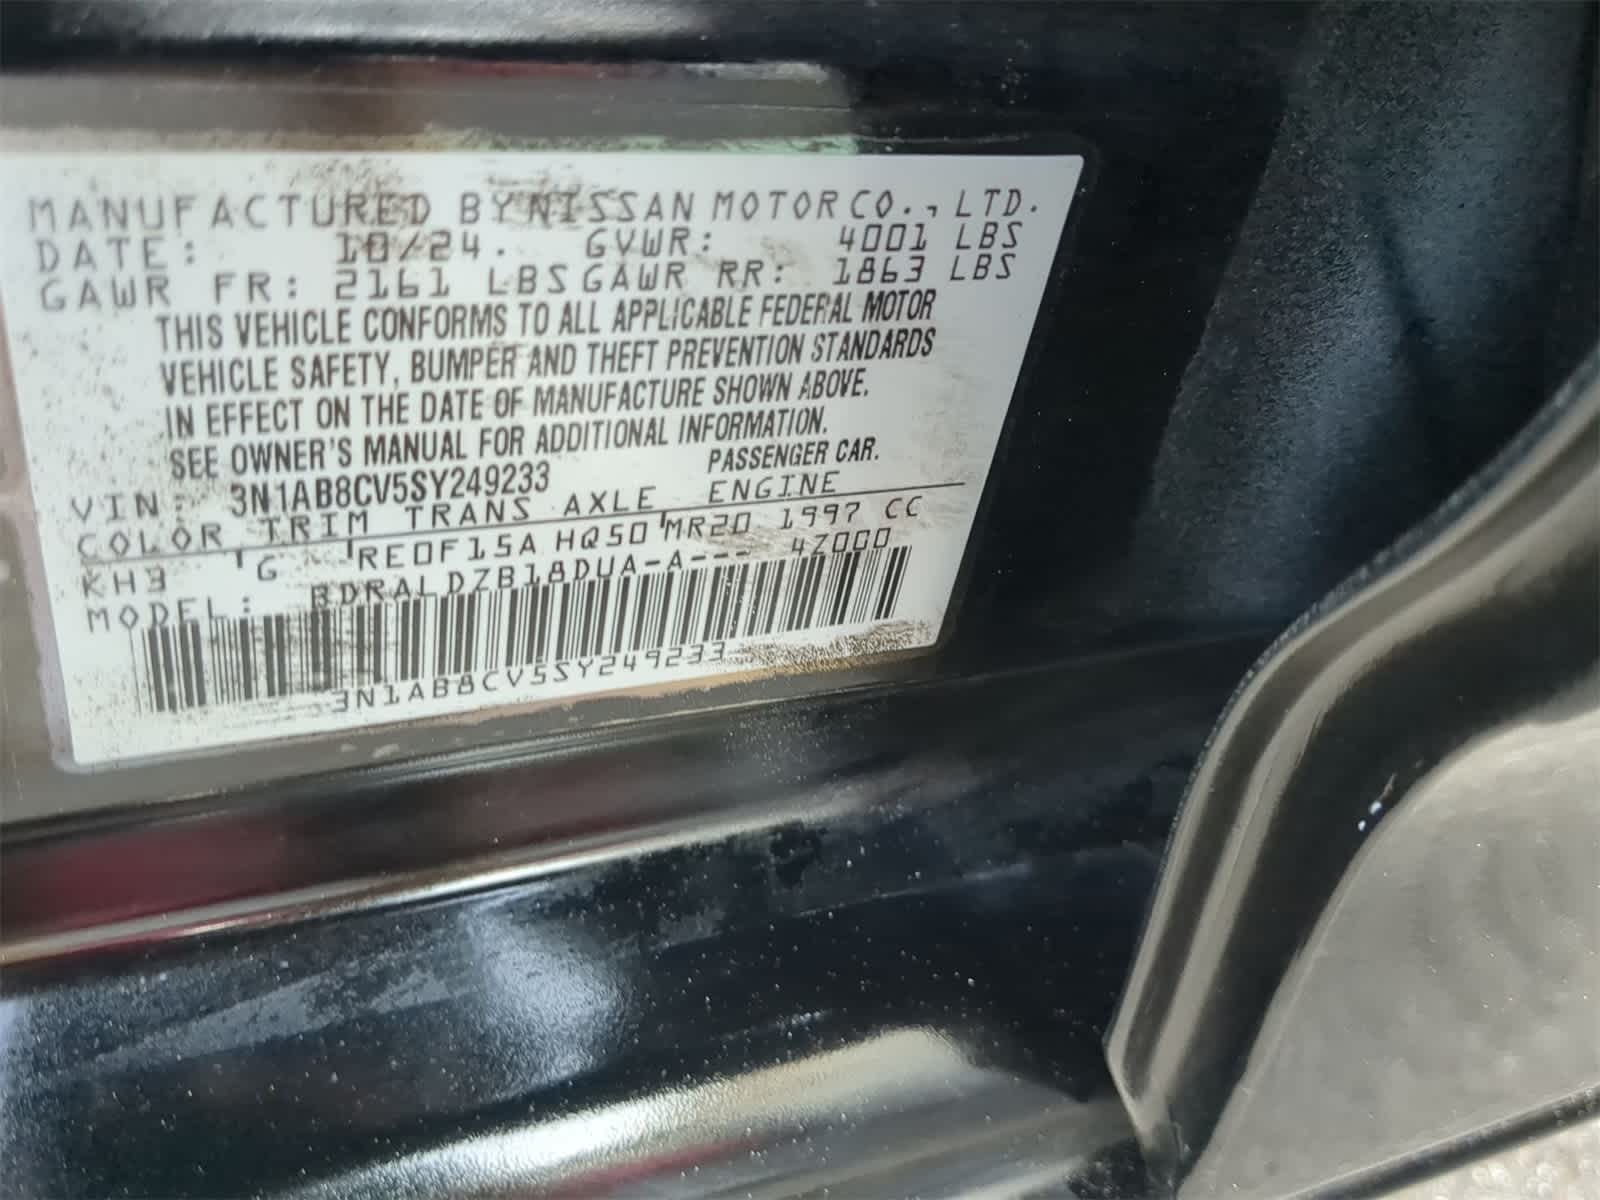 MANUFACTURED BY NISSAN MOTOR CO., LTD.
DATE: 10/24. GVWR: 4001 LBS
GAWR FR: 2161 LBS GAWR RR: 1863 LBS
THIS VEHICLE CONFORMS TO ALL APPLICABLE FEDERAL MOTOR
VEHICLE SAFETY, BUMPER AND THEFT PREVENTION STANDARDS
IN EFFECT ON THE DATE OF MANUFACTURE SHOWN ABOVE.
SEE OWNER'S MANUAL FOR ADDITIONAL INFORMATION.
VIN: 3N1AB8CV5SY249233 PASSENGER CAR.
COLOR TRIM TRANS AXLE ENGINE
KH3 ' G 'RE0F15A HQ50 'MR20 1997 CC
MODEL: BDRALDZB18DUA-A--- 4Z000
3N1AB8CV5SY249233